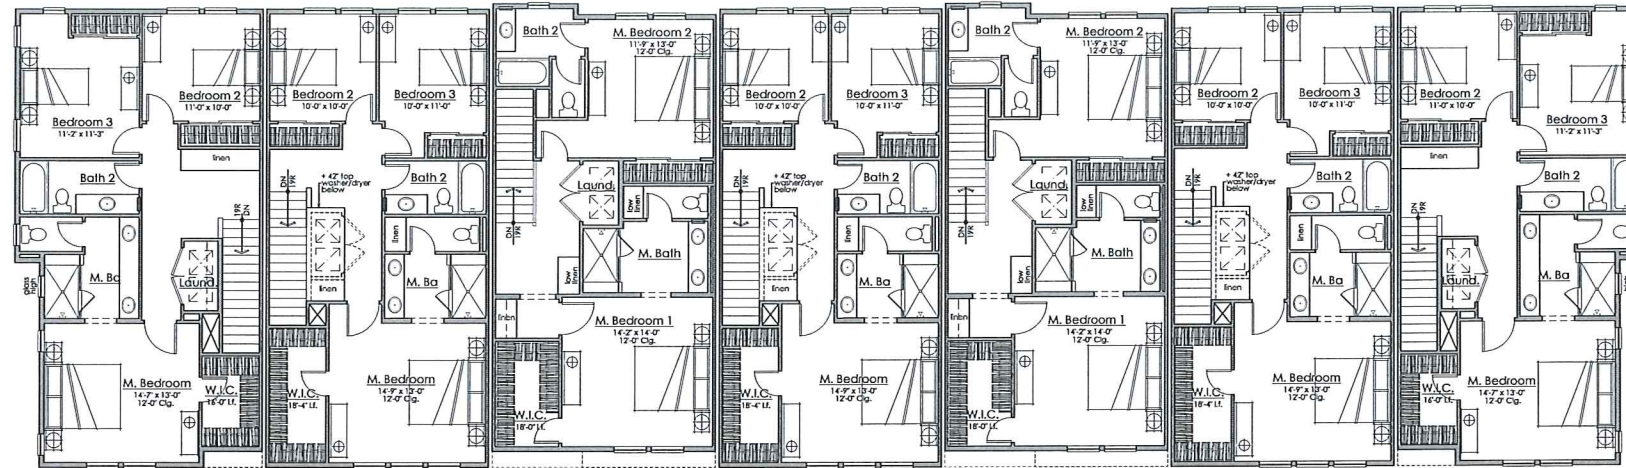 Bedroom 3
11'-2" x 11'-3"
Bedroom 2
11'-0" x 10'-0"
linen
Bath 2
DN
19R
M. Ba
glass
high
Laund.
M. Bedroom
14'-7" x 13'-0"
12'-0" Clg.
W.I.C.
16'-0" Lf.
Bedroom 2
10'-0" x 10'-0"
Bedroom 3
10'-0" x 11'-0"
DN
19R
+ 42" top
washer/dryer
below
Bath 2
linen
linen
M. Ba
M. Bedroom
14'-9" x 13'-0"
12'-0" Clg.
W.I.C.
18'-4" Lf.
Bath 2
M. Bedroom 2
11'-9" x 13'-0"
12'-0" Clg.
Laund.
low
linen
DN
19R
M. Bath
low
linen
linen
M. Bedroom 1
14'-2" x 14'-0"
12'-0" Clg.
W.I.C.
18'-0" Lf.
Bedroom 2
10'-0" x 10'-0"
Bedroom 3
10'-0" x 11'-0"
DN
19R
+ 42" top
washer/dryer
below
Bath 2
linen
linen
M. Ba
M. Bedroom
14'-9" x 13'-0"
12'-0" Clg.
W.I.C.
18'-4" Lf.
Bath 2
M. Bedroom 2
11'-9" x 13'-0"
12'-0" Clg.
Laund.
low
linen
DN
19R
M. Bath
low
linen
linen
M. Bedroom 1
14'-2" x 14'-0"
12'-0" Clg.
W.I.C.
18'-0" Lf.
Bedroom 2
10'-0" x 10'-0"
Bedroom 3
10'-0" x 11'-0"
DN
19R
+ 42" top
washer/dryer
below
Bath 2
linen
linen
M. Ba
M. Bedroom
14'-9" x 13'-0"
12'-0" Clg.
W.I.C.
18'-4" Lf.
Bedroom 2
11'-0" x 10'-0"
Bedroom 3
11'-2" x 11'-3"
linen
Bath 2
DN
19R
Laund.
M. Ba
glass
high
W.I.C.
16'-0" Lf.
M. Bedroom
14'-7" x 13'-0"
12'-0" Clg.